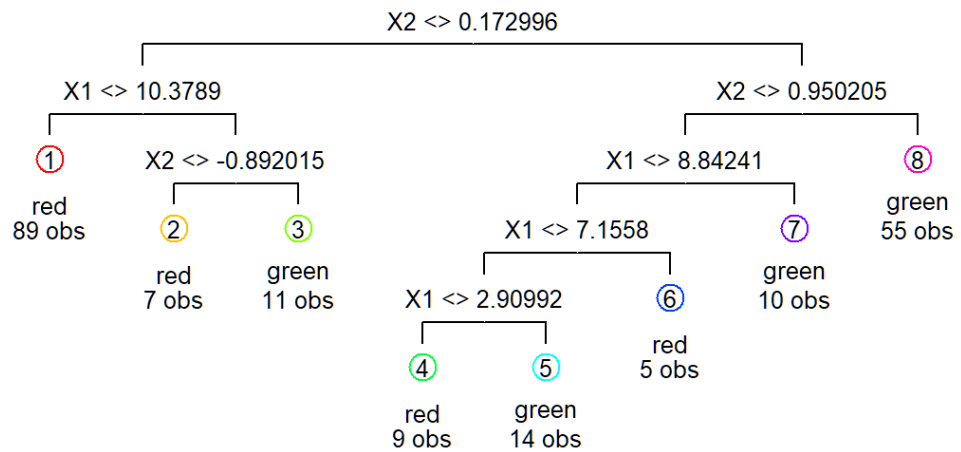 X2 <> 0.172996
X1 <> 10.3789
X2 <> 0.950205
1
red
89 obs
X2 <> -0.892015
X1 <> 8.84241
8
green
55 obs
2
red
7 obs
3
green
11 obs
X1 <> 7.1558
7
green
10 obs
X1 <> 2.90992
6
red
5 obs
4
red
9 obs
5
green
14 obs